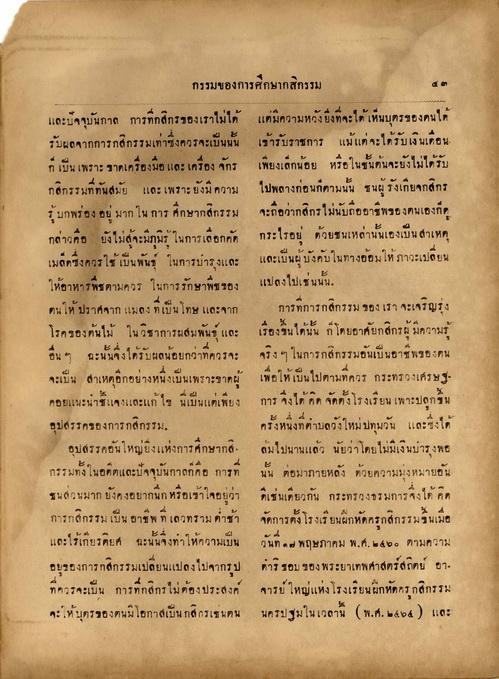 กรรมของการศึกษากสิกรรม
๔๓
และปัจจุบันกาล การที่กสิกรของเราไม่ได้
รับผลจากการกสิกรรมเท่าซึ่งควรจะเป็นนั้น
ก็ เป็น เพราะ ขาดเครื่องมือ และ เครื่อง จักร์
กสิกรรมที่ทันสมัย และ เพราะ ยังมี ความ
รู้ บกพร่อง อยู่ มาก ใน การ ศึกษากสิกรรม
กล่าวคือ ยังไม่สู้จะมีภูมิรู้ ในการเลือกคัด
เมล็ดซึ่งควรใช้ เป็นพันธุ์ ในการบำรุงและ
ให้อาหารพืชตามควร ในการรักษาพืชของ
ตนให้ ปราศจาก แมลง ที่เป็นโทษ และจาก
โรคของต้นไม้ ในวิชาการผสมพันธุ์ และ
อื่น ๆ ฉะนั้นจึงได้รับผลน้อยกว่าที่ควรจะ
จะเป็น สาเหตุอีกอย่างหนึ่งเป็นเพราะขาดผู้
คอยแนะนำชี้แจงและแก้ ไข ที่เป็นแต่เพียง
อุปสรรคของการกสิกรรม.
อุปสรรคอันใหญ่ยิ่งแห่งการศึกษากสิ-
กรรมทั้งในอดีตและปัจจุบันกาลก็คือ การที่
ชนส่วนมาก ยังคงอยากนึก หรือเข้าใจอยู่ว่า
การกสิกรรม เป็น อาชีพ ที่ เลวทราม ต่ำช้า
และไร้เกียรติยศ ฉะนั้นจึงทำให้ความเป็น
อยู่ของการกสิกรรมเปลี่ยนแปลงไปจากรูป
ที่ควรจะเป็น การที่กสิกรไม่ต้องประสงค์
จะให้ บุตรของตนมีโอกาสเป็นกสิกรเช่นตน
แต่มีความหวังยิ่งที่จะได้ เห็นบุตรของตนได้
เข้ารับราชการ แม้แต่จะได้รับเงินเดือน
เพียงเล็กน้อย หรือในชั้นต้นจะยังไม่ได้รับ
ไปพลางก่อนก็ตามนั้น ชนผู้ รังเกียจกสิกร
จะถือว่ากสิกรไม่นับถืออาชีพของตนเองก็ดู
กระไรอยู่ ด้วยชนเหล่านั้นเองเป็นสาเหตุ
และเป็นผู้ บังคับในทางอ้อมให้ ภาวะเปลี่ยน
แปลงไปเช่นนั้น.
การที่การกสิกรรม ของ เรา จะเจริญรุ่ง
เรืองขึ้นได้นั้น ก็โดยอาศัยกสิกรผู้ มีความรู้
จริง ๆ ในการกสิกรรมอันเป็นอาชีพของตน
เพื่อให้ เป็นไปตามที่ควร กระทรวงเศรษฐ-
การ จึงได้ คิด จัดตั้งโรงเรียน เพาะปลูกขึ้น
ครั้งหนึ่งที่ตำบลวังใหม่ปทุมวัน และซึ่งได้
ล้มไปนานแล้ว นัยว่าโดยไม่มีเงินบำรุงพอ
นั้น ต่อมาภายหลัง ด้วยความมุ่งหมายอัน
ดีเช่นเดียวกัน กระทรวงธรรมการจึงได้ คิด
จัดการตั้งโรงเรียนฝึกหัดครูกสิกรรมขึ้นเมื่อ
วันที่ ๑๗ พฤษภาคม พ.ศ. ๒๔๖๐ ตามความ
ดำริ ชอบ ของพระยาเทพศาสตร์สถิตย์ อา-
จารย์ ใหญ่แห่งโรงเรียนฝึกหัดครูกสิกรรม
นครปฐมในเวลานี้ (พ.ศ. ๒๔๖๔) และ